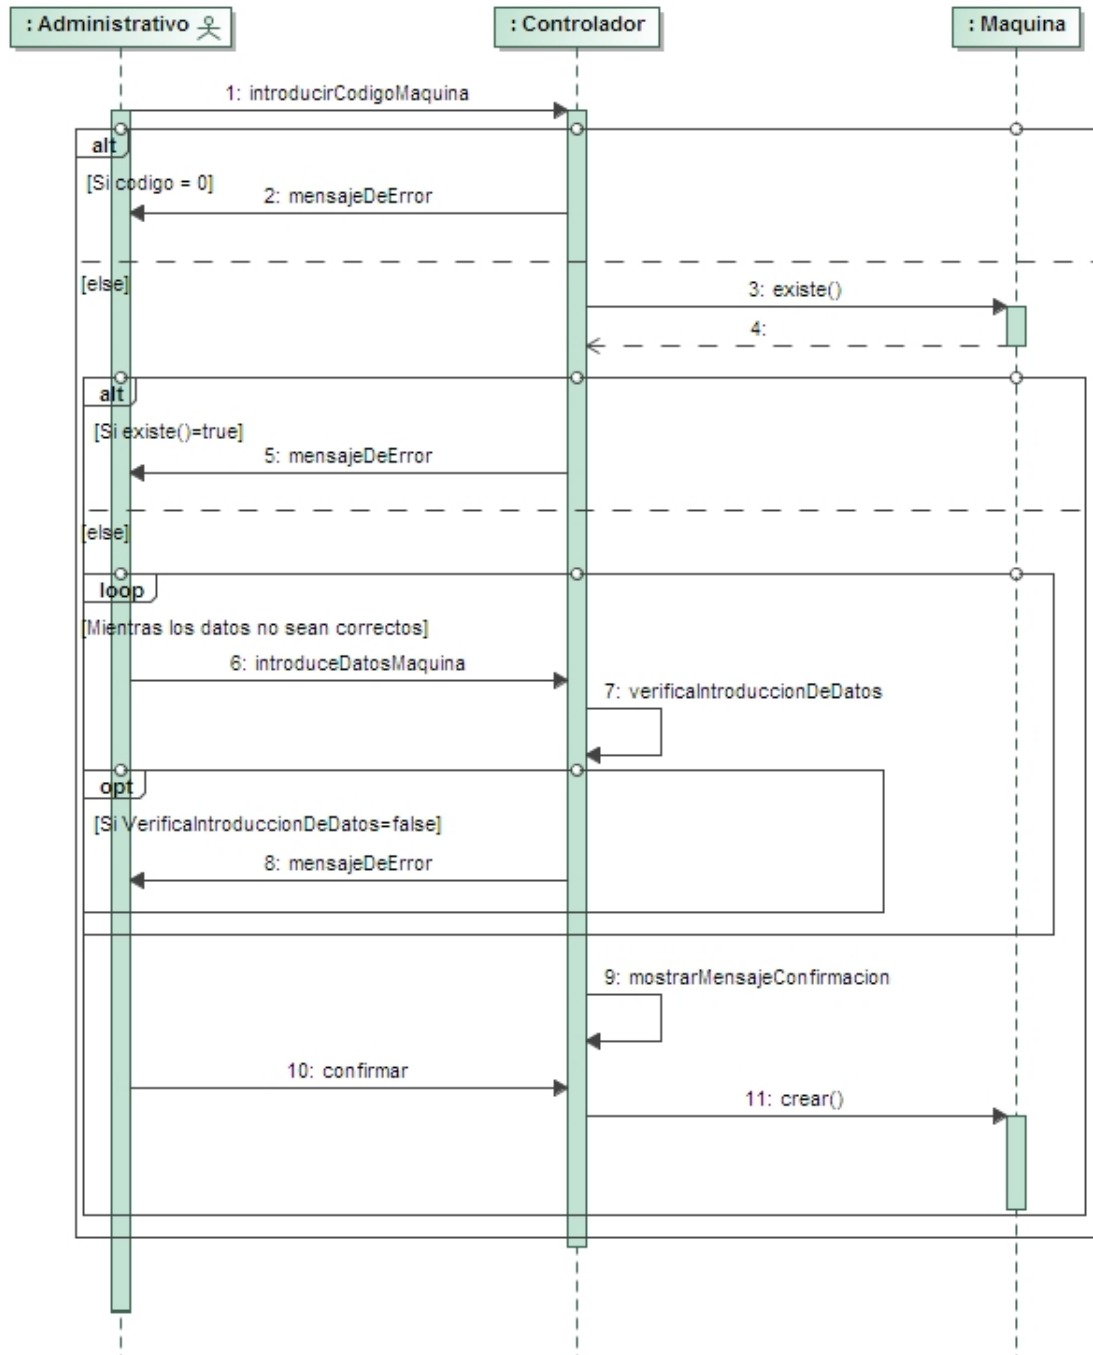 : Administrativo
: Controlador
: Maquina
1: introducirCodigoMaquina
alt
[Si codigo = 0]
2: mensajeDeError
[else]
3: existe()
4:
alt
[Si existe()=true]
5: mensajeDeError
[else]
loop
[Mientras los datos no sean correctos]
6: introduceDatosMaquina
7: verificaIntroduccionDeDatos
opt
[Si VerificaIntroduccionDeDatos=false]
8: mensajeDeError
9: mostrarMensajeConfirmacion
10: confirmar
11: crear()